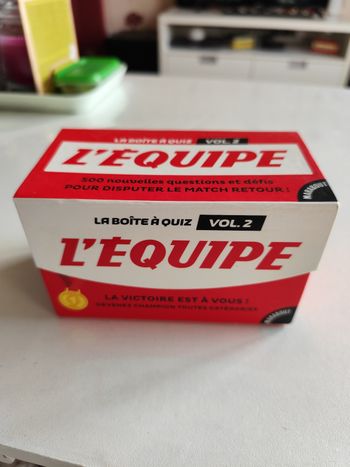 LA BOÎTE À QUIZ VOL. 2
L'ÉQUIPE
500 nouvelles questions et défis
POUR DISPUTER LE MATCH RETOUR !
MARABOUT
LA BOÎTE À QUIZ VOL. 2
L'ÉQUIPE
LA VICTOIRE EST À VOUS !
DEVENEZ CHAMPION TOUTES CATÉGORIES
MARABOUT